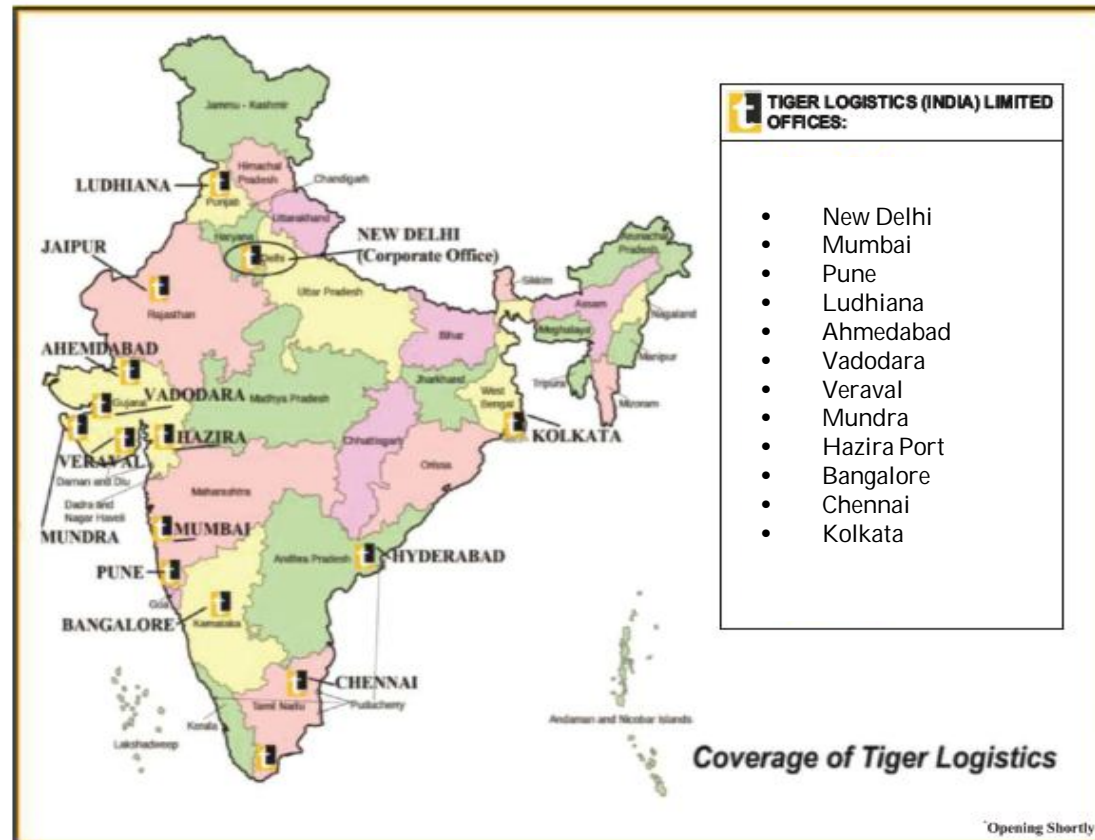 Jammu - Kashmir
Himachal
Pradesh
LUDHIANA
Punjab
Chandigarh
Uttarakhand
Haryana
NEW DELHI
(Corporate Office)
Delhi
JAIPUR
Rajasthan
Uttar Pradesh
Bihar
Sikkim
Arunachal
Pradesh
Assam
Nagaland
Meghalaya
Manipur
Tripura
Mizoram
AHEMDABAD
Gujarat
VADODARA
Madhya Pradesh
Jharkhand
West
Bengal
KOLKATA
HAZIRA
VERAVAL
Daman and Diu
Dadra and
Nagar Haveli
MUNDRA
Chhattisgarh
Orissa
Maharashtra
MUMBAI
PUNE
Goa
Andhra Pradesh
HYDERABAD
BANGALORE
Karnataka
CHENNAI
Tamil Nadu
Puducherry
Kerala
Lakshadweep
Andaman and Nicobar Islands
t TIGER LOGISTICS (INDIA) LIMITED
OFFICES:
• New Delhi
• Mumbai
• Pune
• Ludhiana
• Ahmedabad
• Vadodara
• Veraval
• Mundra
• Hazira Port
• Bangalore
• Chennai
• Kolkata
Coverage of Tiger Logistics
*Opening Shortly